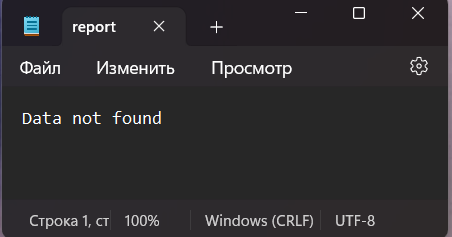 report
Файл Изменить Просмотр
Data not found
Строка 1, ст 100% Windows (CRLF) UTF-8